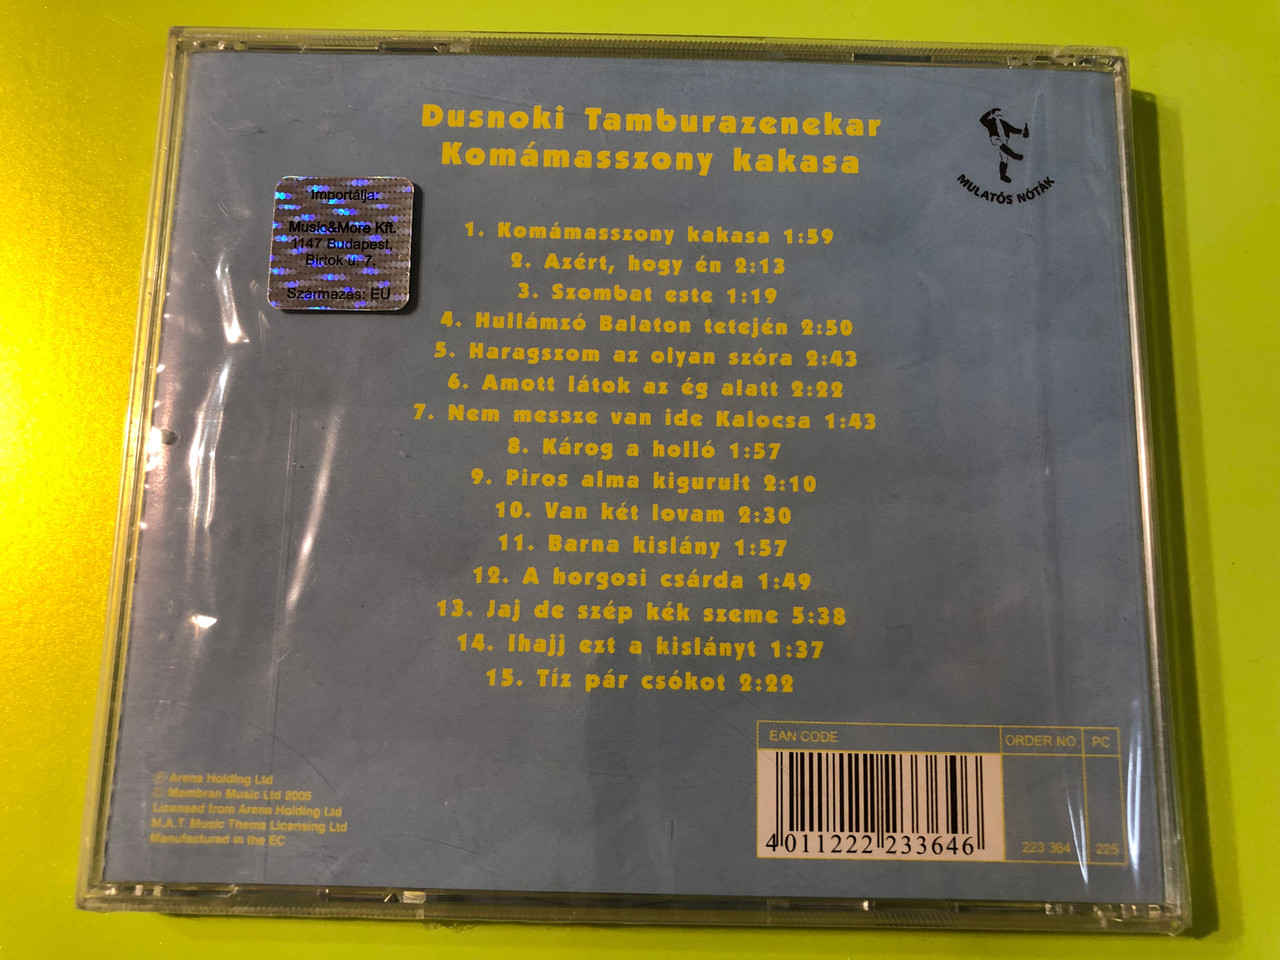 Dusnoki Tamburazenekar
Komámasszony kakasa
MULATÓS NÓTÁK
Importálja:
Music&More Kft.
1147 Budapest,
Birtok u. 7.
Származás: EU
1. Komámasszony kakasa 1:59
2. Azért, hogy én 2:13
3. Szombat este 1:19
4. Hullámzó Balaton tetején 2:50
5. Haragszom az olyan szóra 2:43
6. Amott látok az ég alatt 2:22
7. Nem messze van ide Kalocsa 1:43
8. Károg a holló 1:57
9. Piros alma kigurult 2:10
10. Van két lovam 2:30
11. Barna kislány 1:57
12. A horgosi csárda 1:49
13. Jaj de szép kék szeme 5:38
14. Ihajj ezt a kislányt 1:37
15. Tíz pár csókot 2:22
℗ Arena Holding Ltd
© Membran Music Ltd 2005
Licensed from Arena Holding Ltd
M.A.T. Music Theme Licensing Ltd
Manufactured in the EC
EAN CODE ORDER NO PC
4 011222 233646 223 364 225